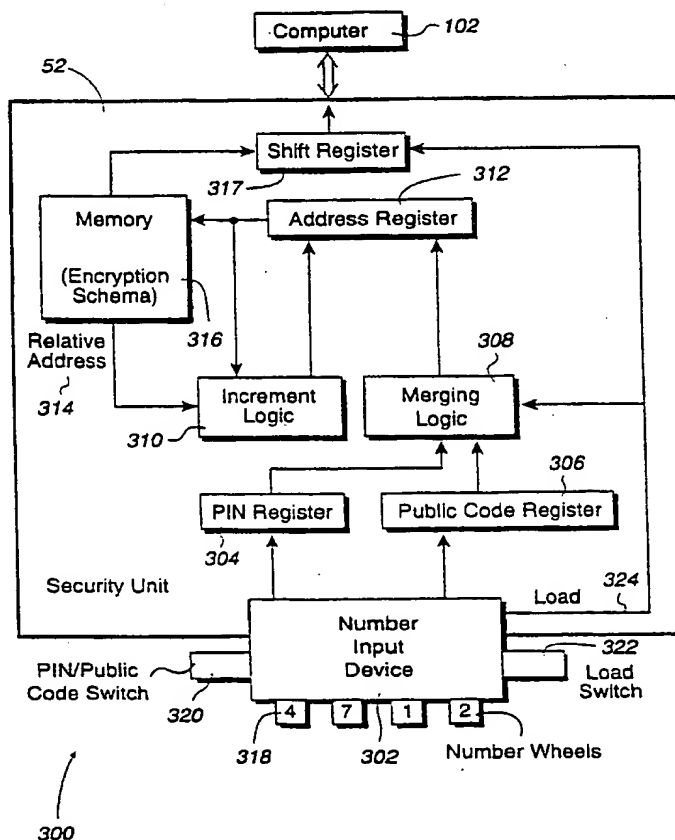 Computer
102
52
Shift Register
317
312
Memory
Address Register
(Encryption
Schema)
316
Relative
Address
314
308
Increment
Logic
310
Merging
Logic
306
PIN Register
304
Public Code Register
Security Unit
Load
324
Number
Input
Device
322
PIN/Public
Code Switch
320
Load
Switch
4 7 1 2
318
302
Number Wheels
300